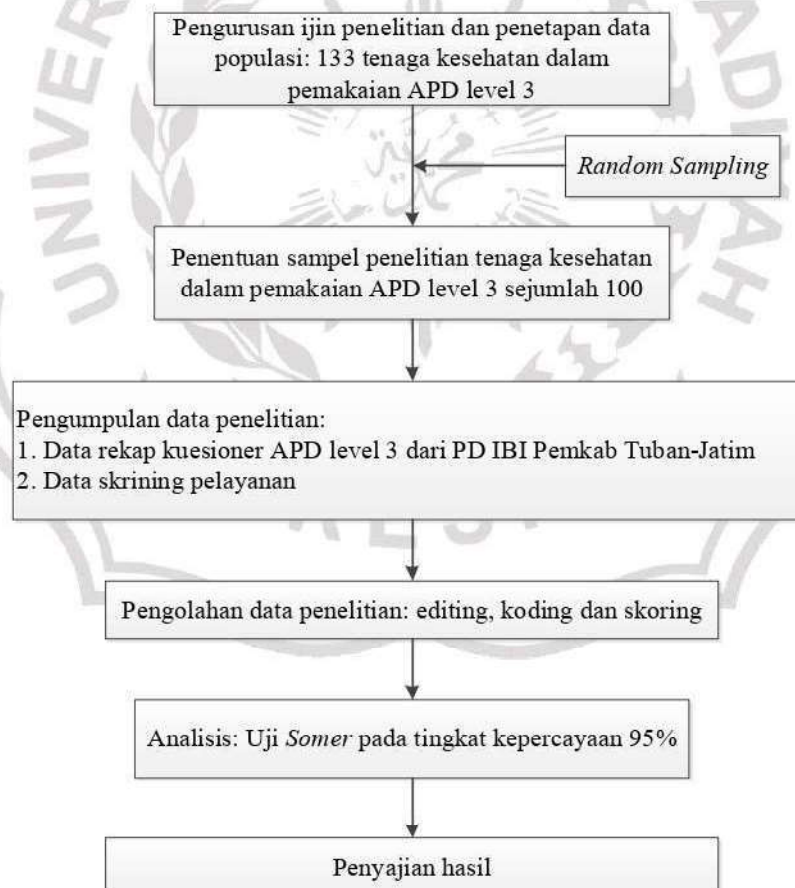 Pengurusan ijin penelitian dan penetapan data
populasi: 133 tenaga kesehatan dalam
pemakaian APD level 3
Random Sampling
Penentuan sampel penelitian tenaga kesehatan
dalam pemakaian APD level 3 sejumlah 100
Pengumpulan data penelitian:
1. Data rekap kuesioner APD level 3 dari PD IBI Pemkab Tuban-Jatim
2. Data skrining pelayanan
Pengolahan data penelitian: editing, koding dan skoring
Analisis: Uji Somer pada tingkat kepercayaan 95%
Penyajian hasil